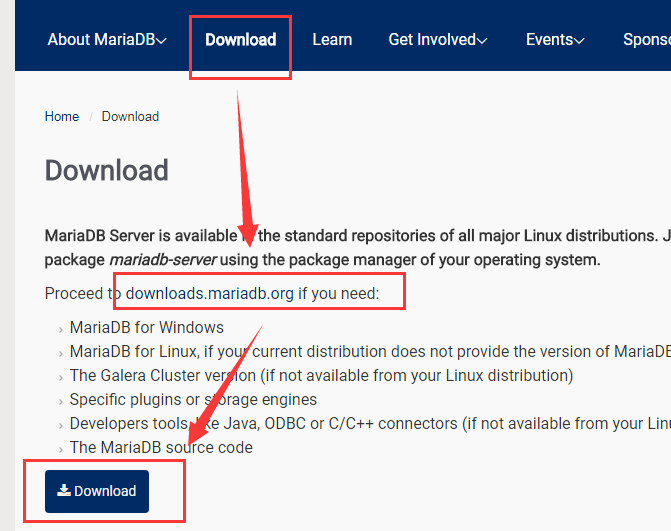 About MariaDB Download Learn Get Involved Events Sponso
Home / Download
Download
MariaDB Server is available in the standard repositories of all major Linux distributions. J
package mariadb-server using the package manager of your operating system.
Proceed to downloads.mariadb.org if you need:
MariaDB for Windows
MariaDB for Linux, if your current distribution does not provide the version of MariaDB
The Galera Cluster version (if not available from your Linux distribution)
Specific plugins or storage engines
Developers tools, like Java, ODBC or C/C++ connectors (if not available from your Linu
The MariaDB source code
Download